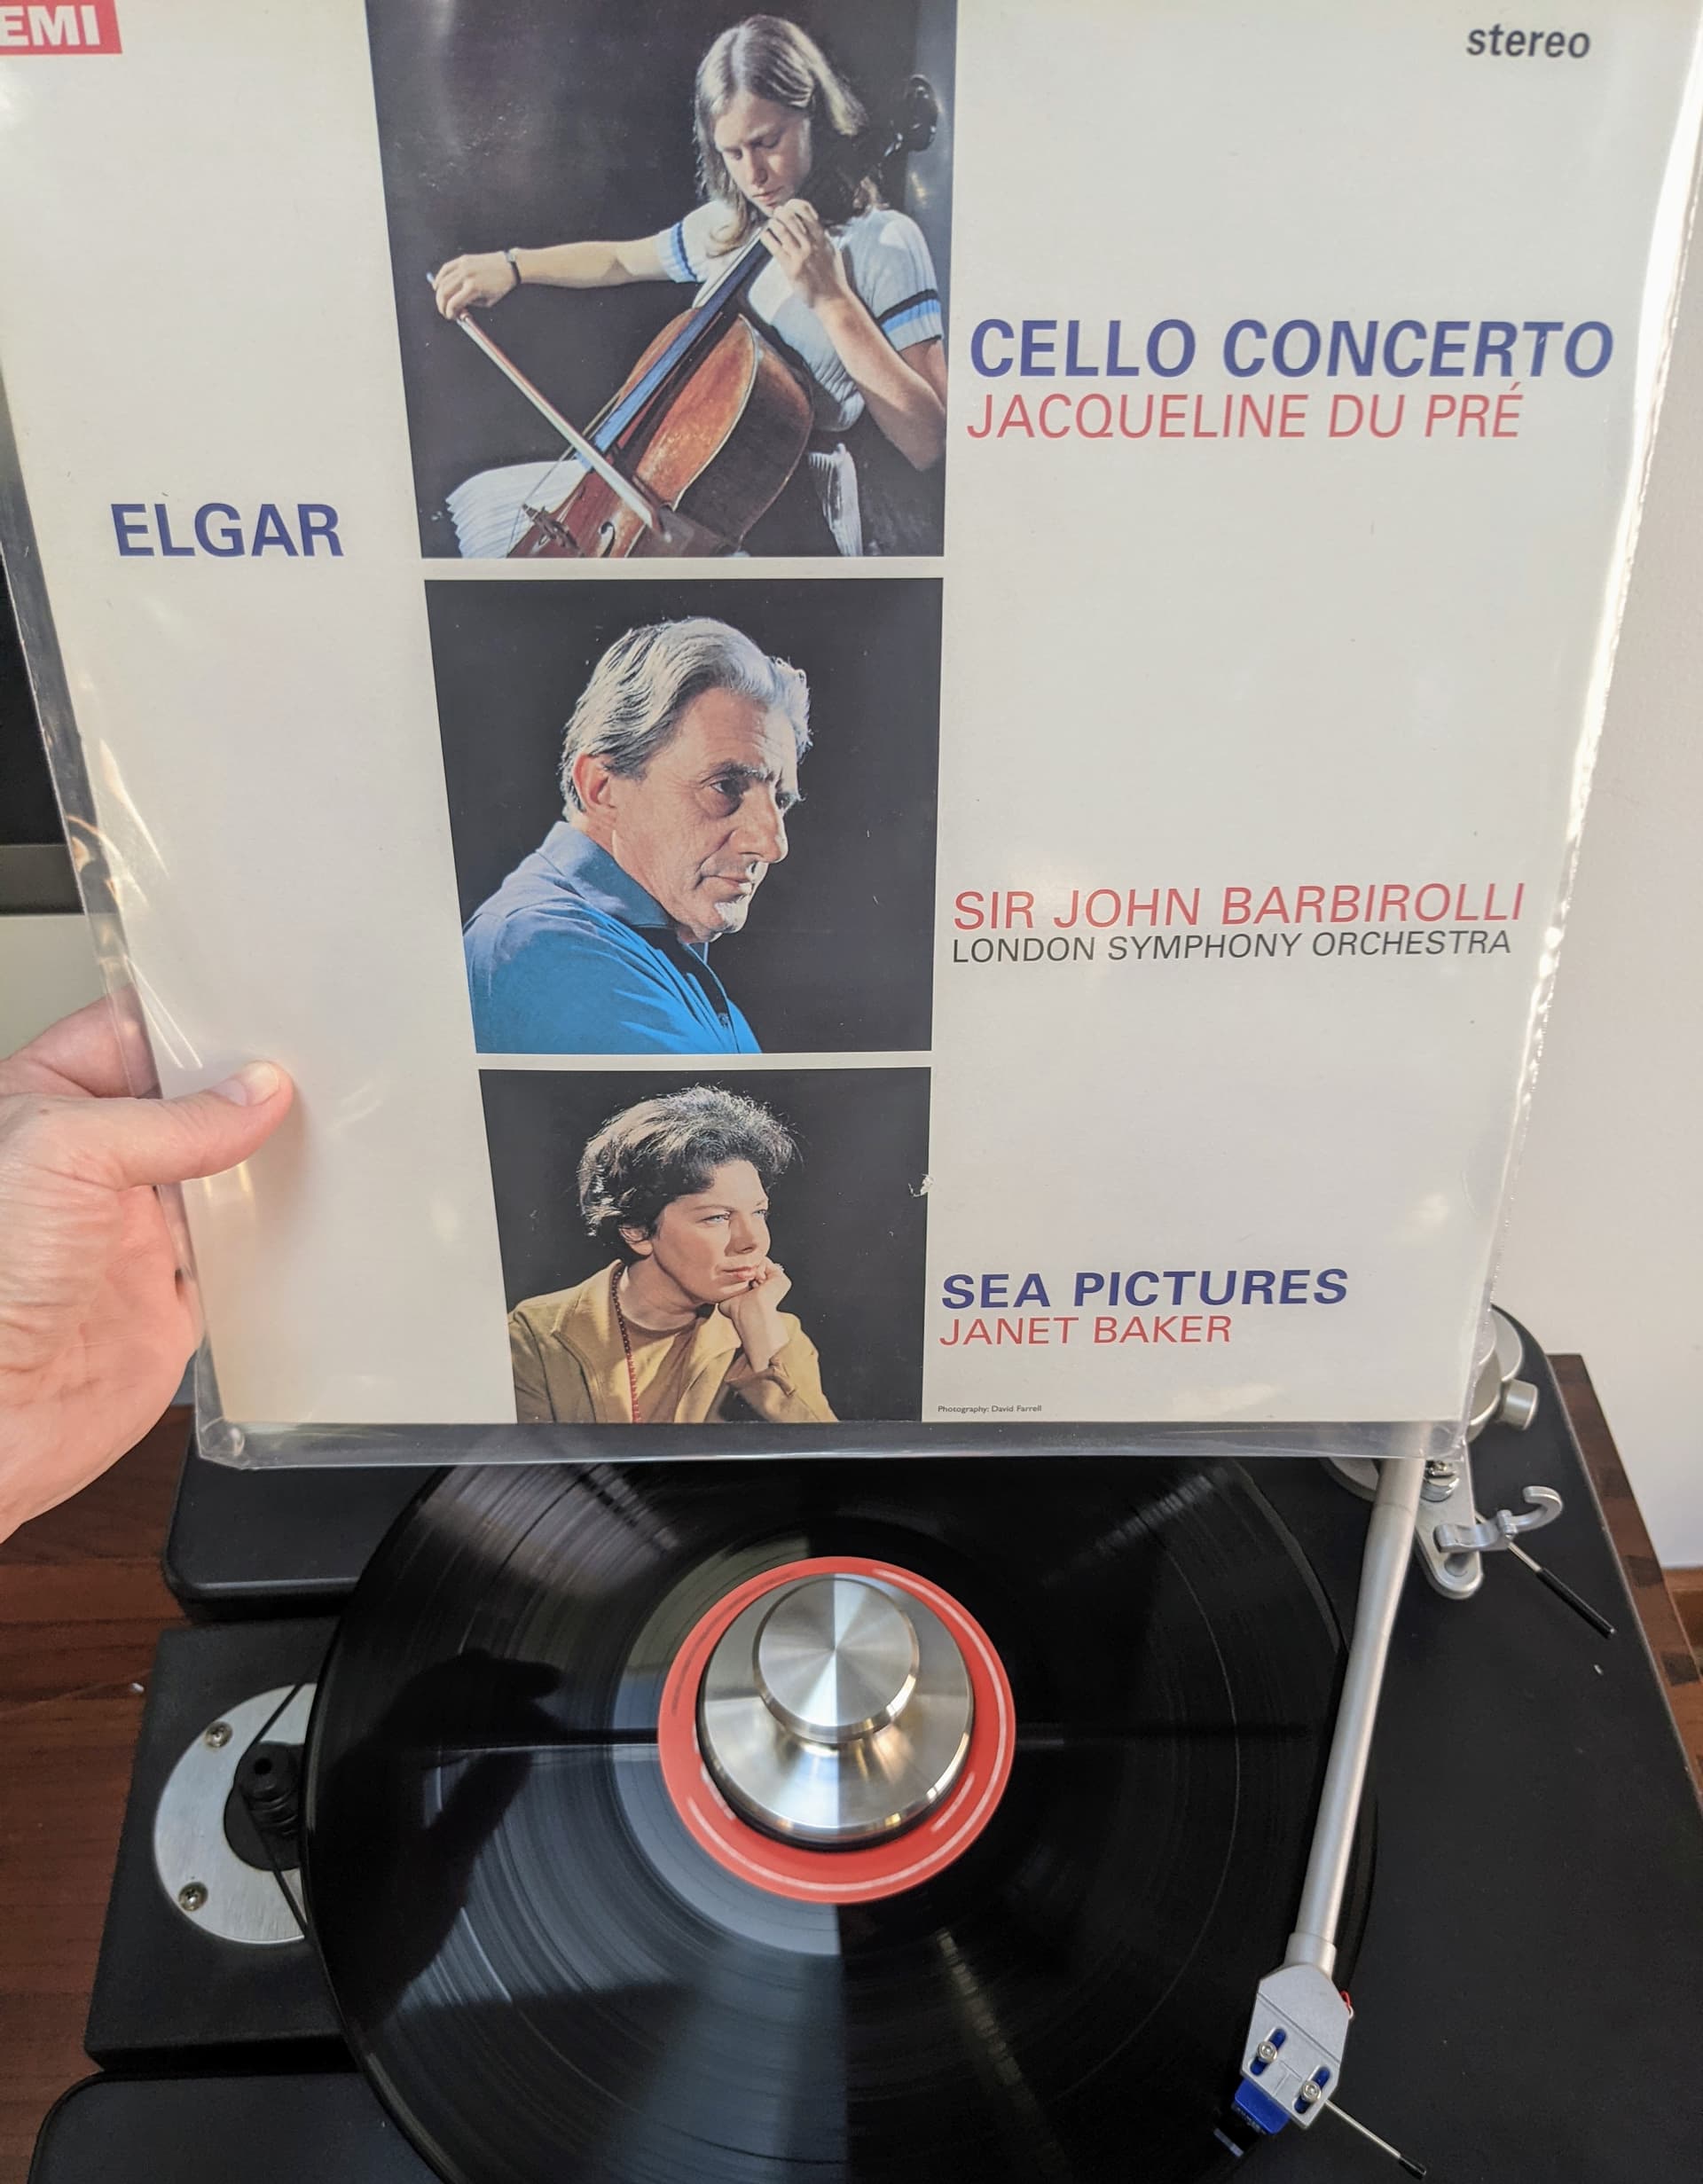 EMI
stereo
CELLO CONCERTO
JACQUELINE DU PRÉ
ELGAR
SIR JOHN BARBIROLLI
LONDON SYMPHONY ORCHESTRA
SEA PICTURES
JANET BAKER
Photography: David Farrell